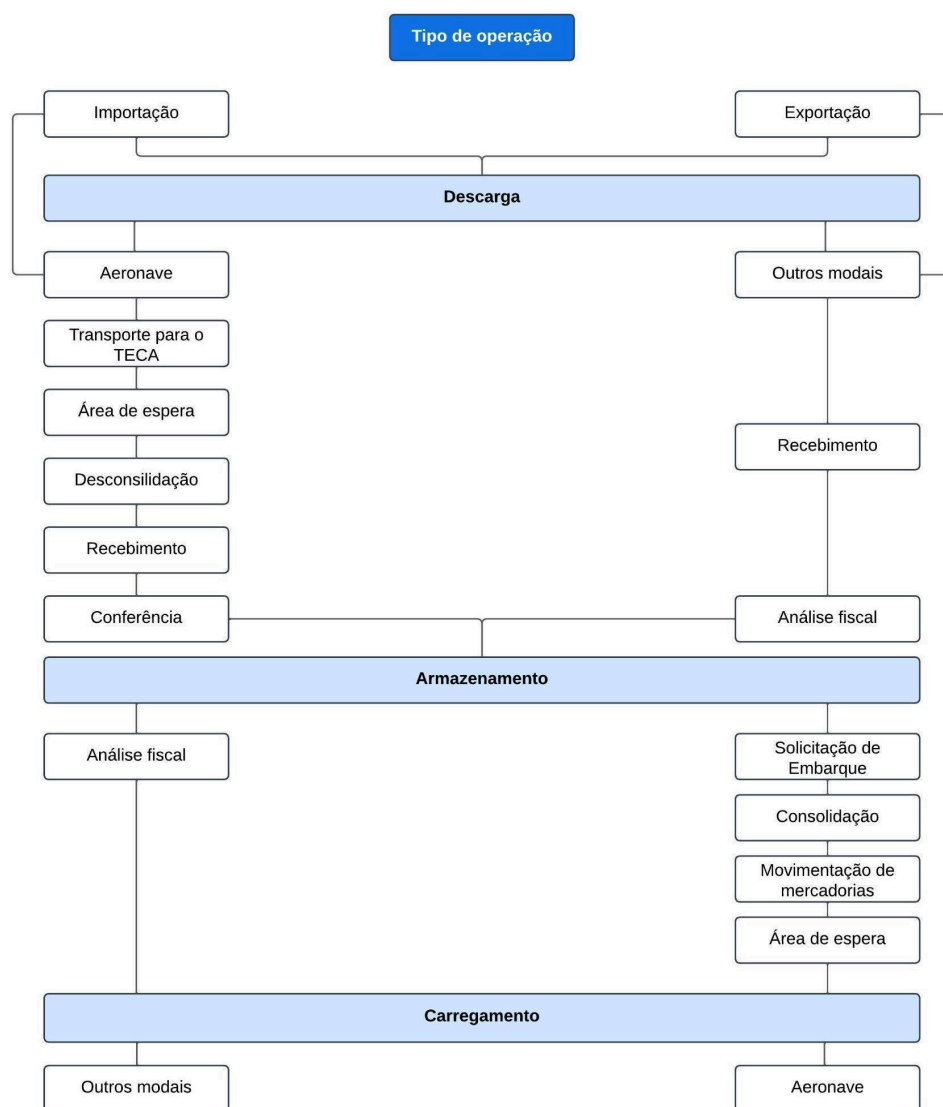 Tipo de operação
Importação
Exportação
Descarga
Aeronave
Outros modais
Transporte para o
TECA
Área de espera
Desconsilidação
Recebimento
Recebimento
Conferência
Análise fiscal
Armazenamento
Análise fiscal
Solicitação de
Embarque
Consolidação
Movimentação de
mercadorias
Área de espera
Carregamento
Outros modais
Aeronave